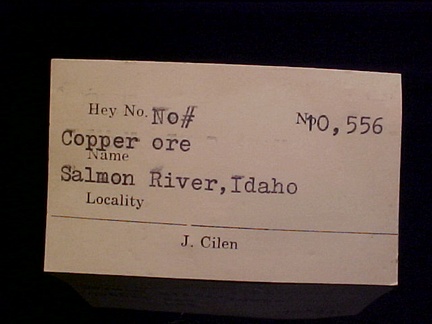 Hey No. No# No 10,556
Copper ore
Name
Salmon River,Idaho
Locality
J. Cilen